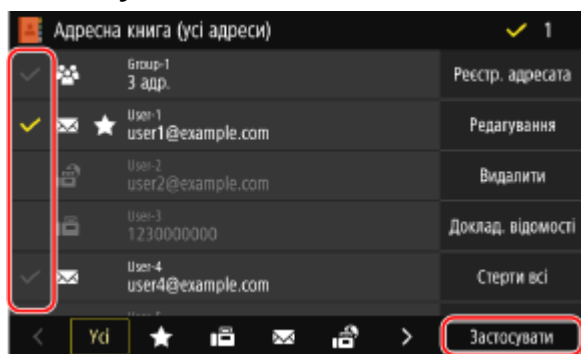 Адресна книга (усі адреси)
1
Group-1
3 адр.
Реєстр. адресата
User-1
user1@example.com
Редагування
User-2
user2@example.com
Видалити
User-3
1230000000
Доклад. відомості
User-4
user4@example.com
Стерти всі
Усі
Застосувати